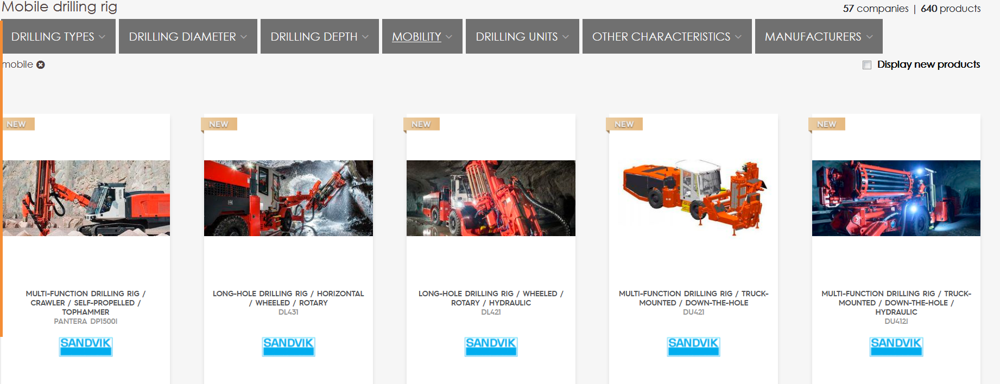 Mobile drilling rig
57 companies | 640 products
DRILLING TYPES
DRILLING DIAMETER
DRILLING DEPTH
MOBILITY
DRILLING UNITS
OTHER CHARACTERISTICS
MANUFACTURERS
mobile
Display new products
NEW
MULTI-FUNCTION DRILLING RIG /
CRAWLER / SELF-PROPELLED /
TOPHAMMER
PANTERA DP1500I
SANDVIK
NEW
LONG-HOLE DRILLING RIG / HORIZONTAL
/ WHEELED / ROTARY
DL431
SANDVIK
NEW
LONG-HOLE DRILLING RIG / WHEELED /
ROTARY / HYDRAULIC
DL421
SANDVIK
NEW
MULTI-FUNCTION DRILLING RIG / TRUCK-
MOUNTED / DOWN-THE-HOLE
DU421
SANDVIK
NEW
MULTI-FUNCTION DRILLING RIG / TRUCK-
MOUNTED / DOWN-THE-HOLE /
HYDRAULIC
DU412I
SANDVIK